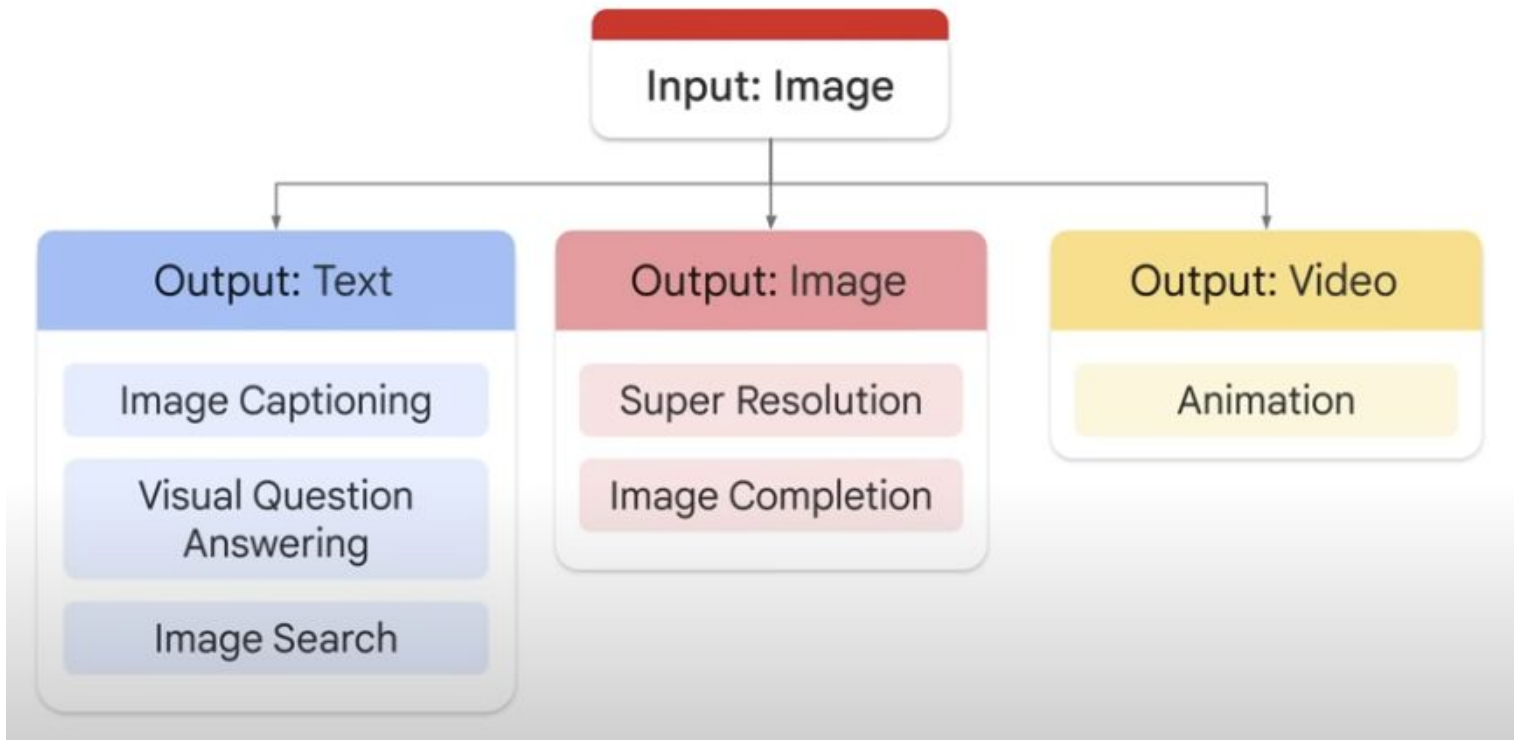 Input: Image
Output: Text
Image Captioning
Visual Question
Answering
Image Search
Output: Image
Super Resolution
Image Completion
Output: Video
Animation